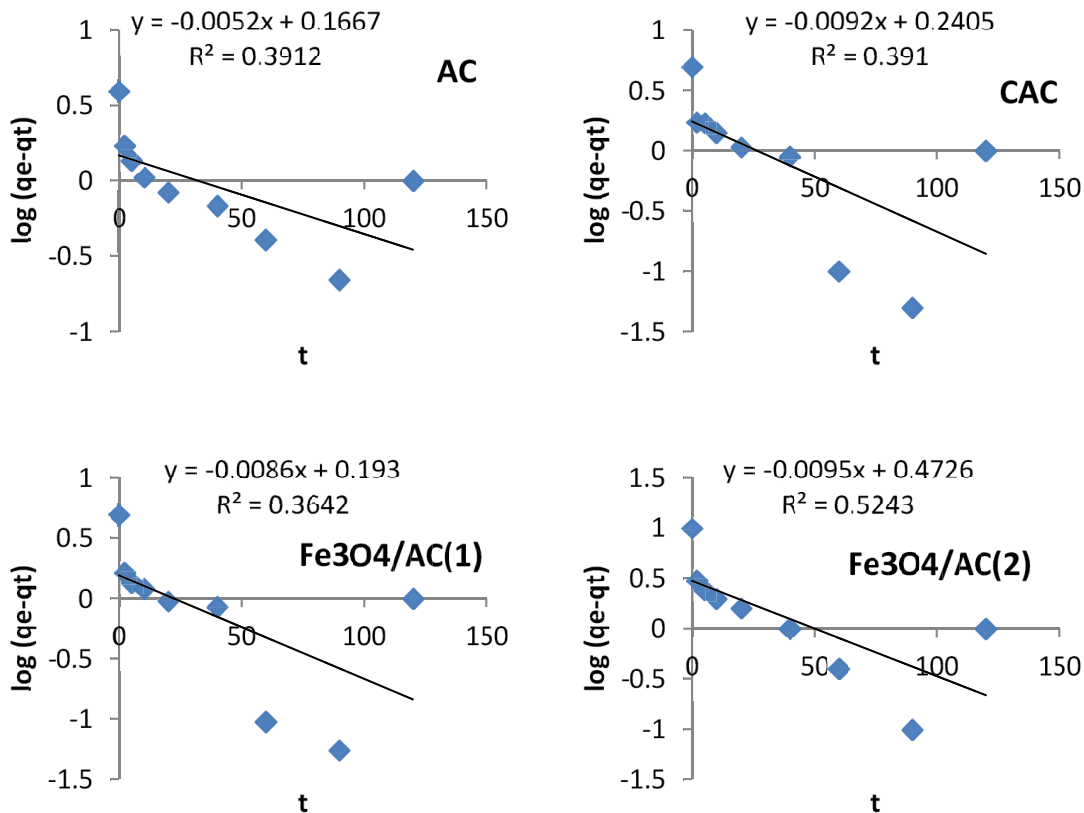 y = -0.0052x + 0.1667
R² = 0.3912
AC
1
0.5
0
-0.5
-1
0
50
100
150
log (qe-qt)
t
y = -0.0092x + 0.2405
R² = 0.391
CAC
1
0.5
0
-0.5
-1
-1.5
0
50
100
150
log (qe-qt)
t
y = -0.0086x + 0.193
R² = 0.3642
Fe3O4/AC(1)
1
0.5
0
-0.5
-1
-1.5
0
50
100
150
log (qe-qt)
t
y = -0.0095x + 0.4726
R² = 0.5243
Fe3O4/AC(2)
1.5
1
0.5
0
-0.5
-1
-1.5
0
50
100
150
log (qe-qt)
t